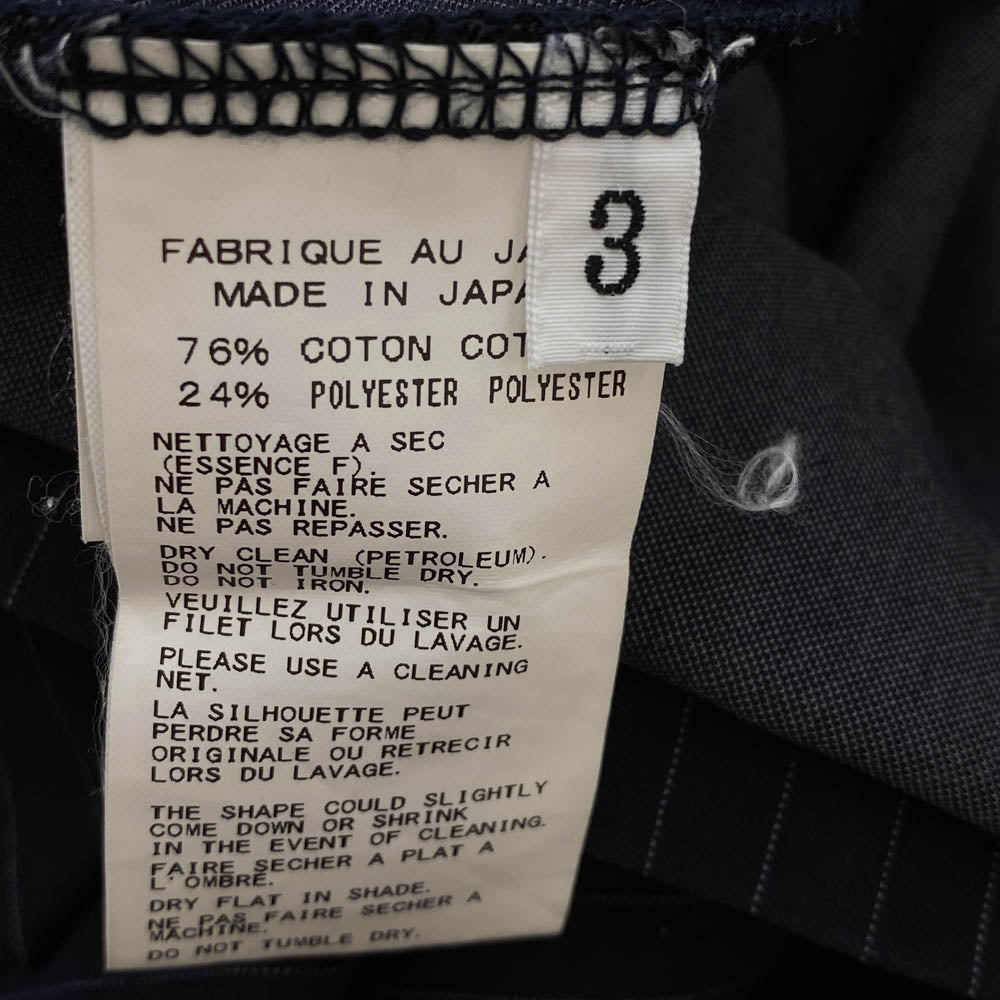 3
FABRIQUE AU
MADE IN
76% COTON
24% POLYESTER POLYESTER
NETTOYAGE A SEC
(ESSENCE F).
NE PAS FAIRE SECHER A
LA MACHINE.
NE PAS REPASSER.
DRY CLEAN (PETROLEUM).
DO NOT TUMBLE DRY.
DO NOT IRON.
VEUILLEZ UTILISER UN
FILET LORS DU LAVAGE.
PLEASE USE A CLEANING
NET.
LA SILHOUETTE PEUT
PERDRE SA FORME
ORIGINALE OU RETRECIR
LORS DU LAVAGE.
THE SHAPE COULD SLIGHTLY
COME DOWN OR SHRINK
IN THE EVENT OF CLEANING.
FAIRE SECHER A PLAT A
L'OMBRE.
DRY FLAT IN SHADE.
NE PAS FAIRE SECHER A
MACHINE.
DO NOT TUMBLE DRY.